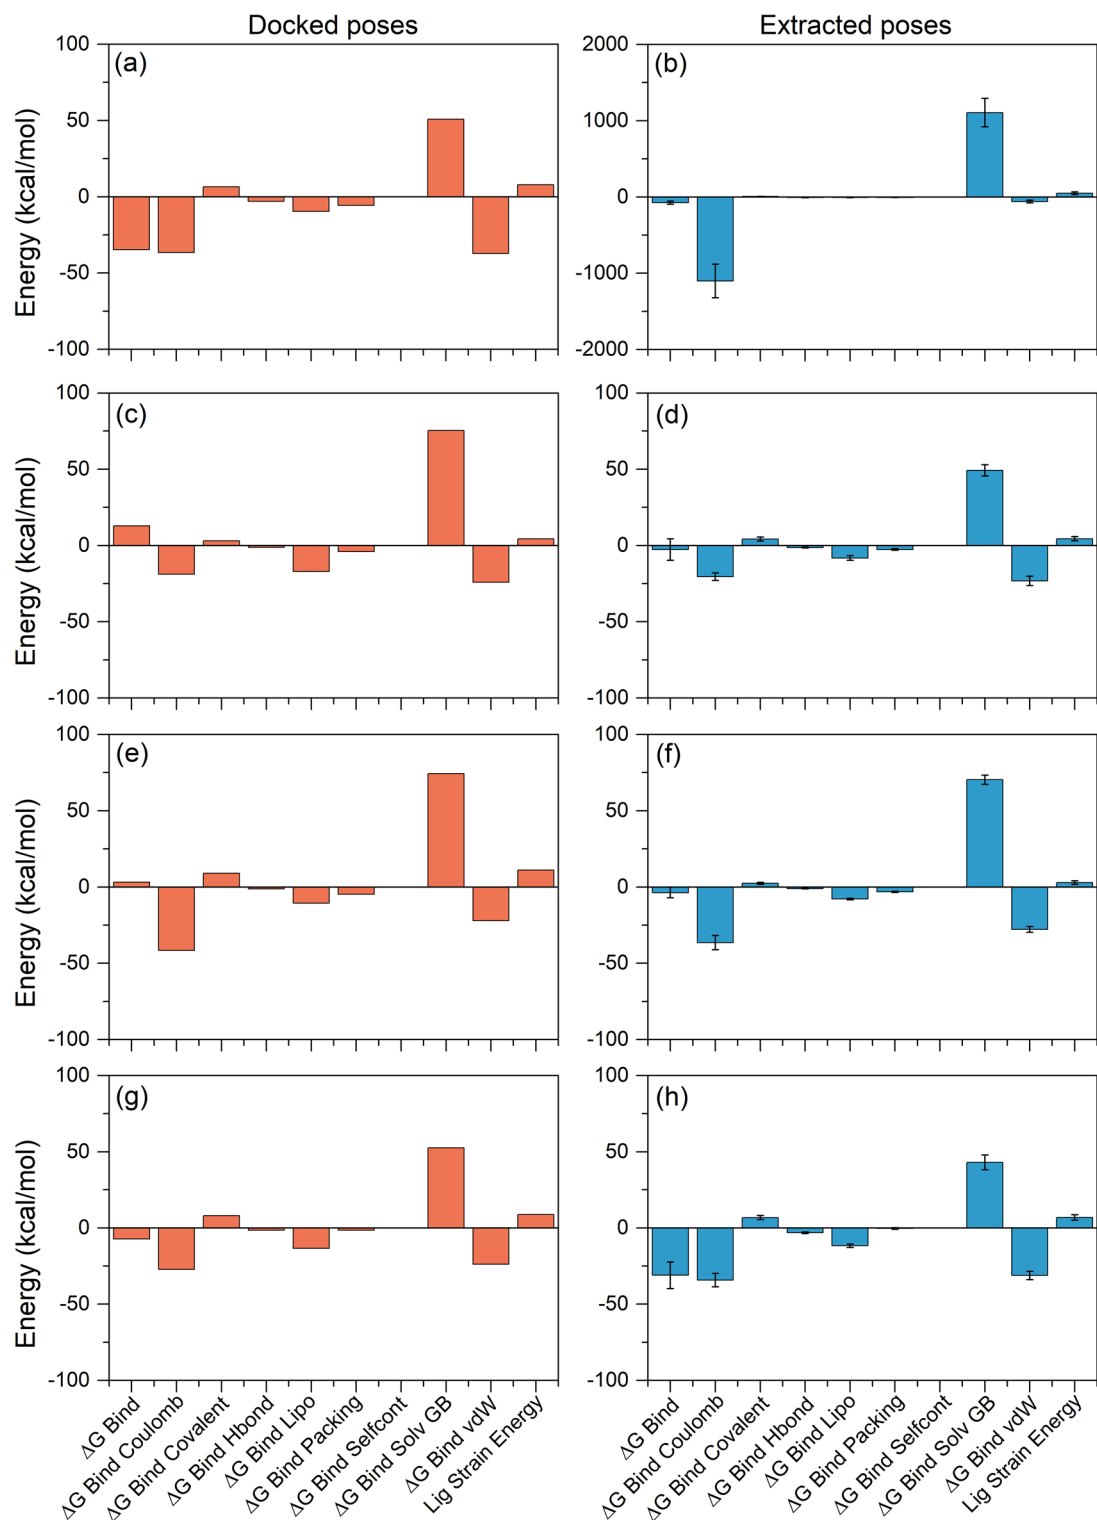 Docked poses
Extracted poses
(a)
100
50
0
-50
-100
Energy (kcal/mol)
(b)
2000
1000
0
-1000
-2000
(c)
100
50
0
-50
-100
Energy (kcal/mol)
(d)
100
50
0
-50
-100
(e)
100
50
0
-50
-100
Energy (kcal/mol)
(f)
100
50
0
-50
-100
(g)
100
50
0
-50
-100
Energy (kcal/mol)
(h)
100
50
0
-50
-100
ΔG Bind
ΔG Bind Coulomb
ΔG Bind Covalent
ΔG Bind Hbond
ΔG Bind Lipo
ΔG Bind Packing
ΔG Bind Selfcont
ΔG Bind Solv GB
ΔG Bind vdW
Lig Strain Energy
ΔG Bind
ΔG Bind Coulomb
ΔG Bind Covalent
ΔG Bind Hbond
ΔG Bind Lipo
ΔG Bind Packing
ΔG Bind Selfcont
ΔG Bind Solv GB
ΔG Bind vdW
Lig Strain Energy